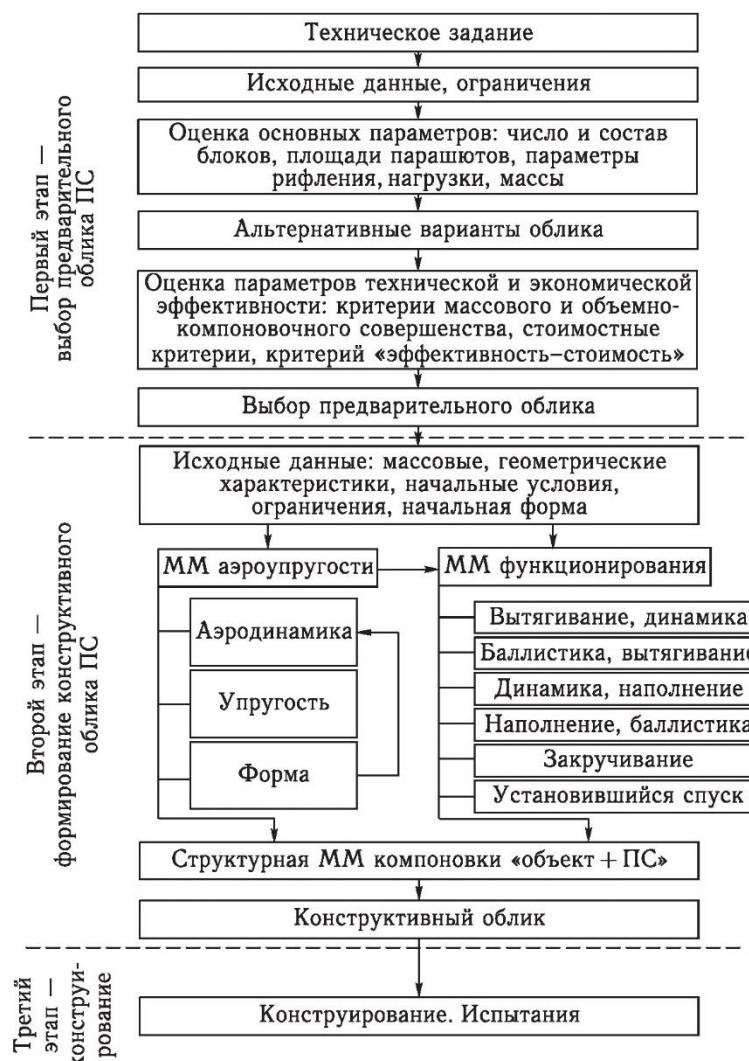 Первый этап —
выбор предварительного
облика ПС
Техническое задание
Исходные данные, ограничения
Оценка основных параметров: число и состав
блоков, площади парашютов, параметры
рифления, нагрузки, массы
Альтернативные варианты облика
Оценка параметров технической и экономической
эффективности: критерии массового и объемно-
компоновочного совершенства, стоимостные
критерии, критерий «эффективность–стоимость»
Выбор предварительного облика
Второй этап —
формирование конструктивного
облика ПС
Исходные данные: массовые, геометрические
характеристики, начальные условия,
ограничения, начальная форма
ММ аэроупругости
ММ функционирования
Аэродинамика
Упругость
Форма
Вытягивание, динамика
Баллистика, вытягивание
Динамика, наполнение
Наполнение, баллистика
Закручивание
Установившийся спуск
Структурная ММ компоновки «объект + ПС»
Конструктивный облик
Третий
этап —
конструи-
рование
Конструирование. Испытания